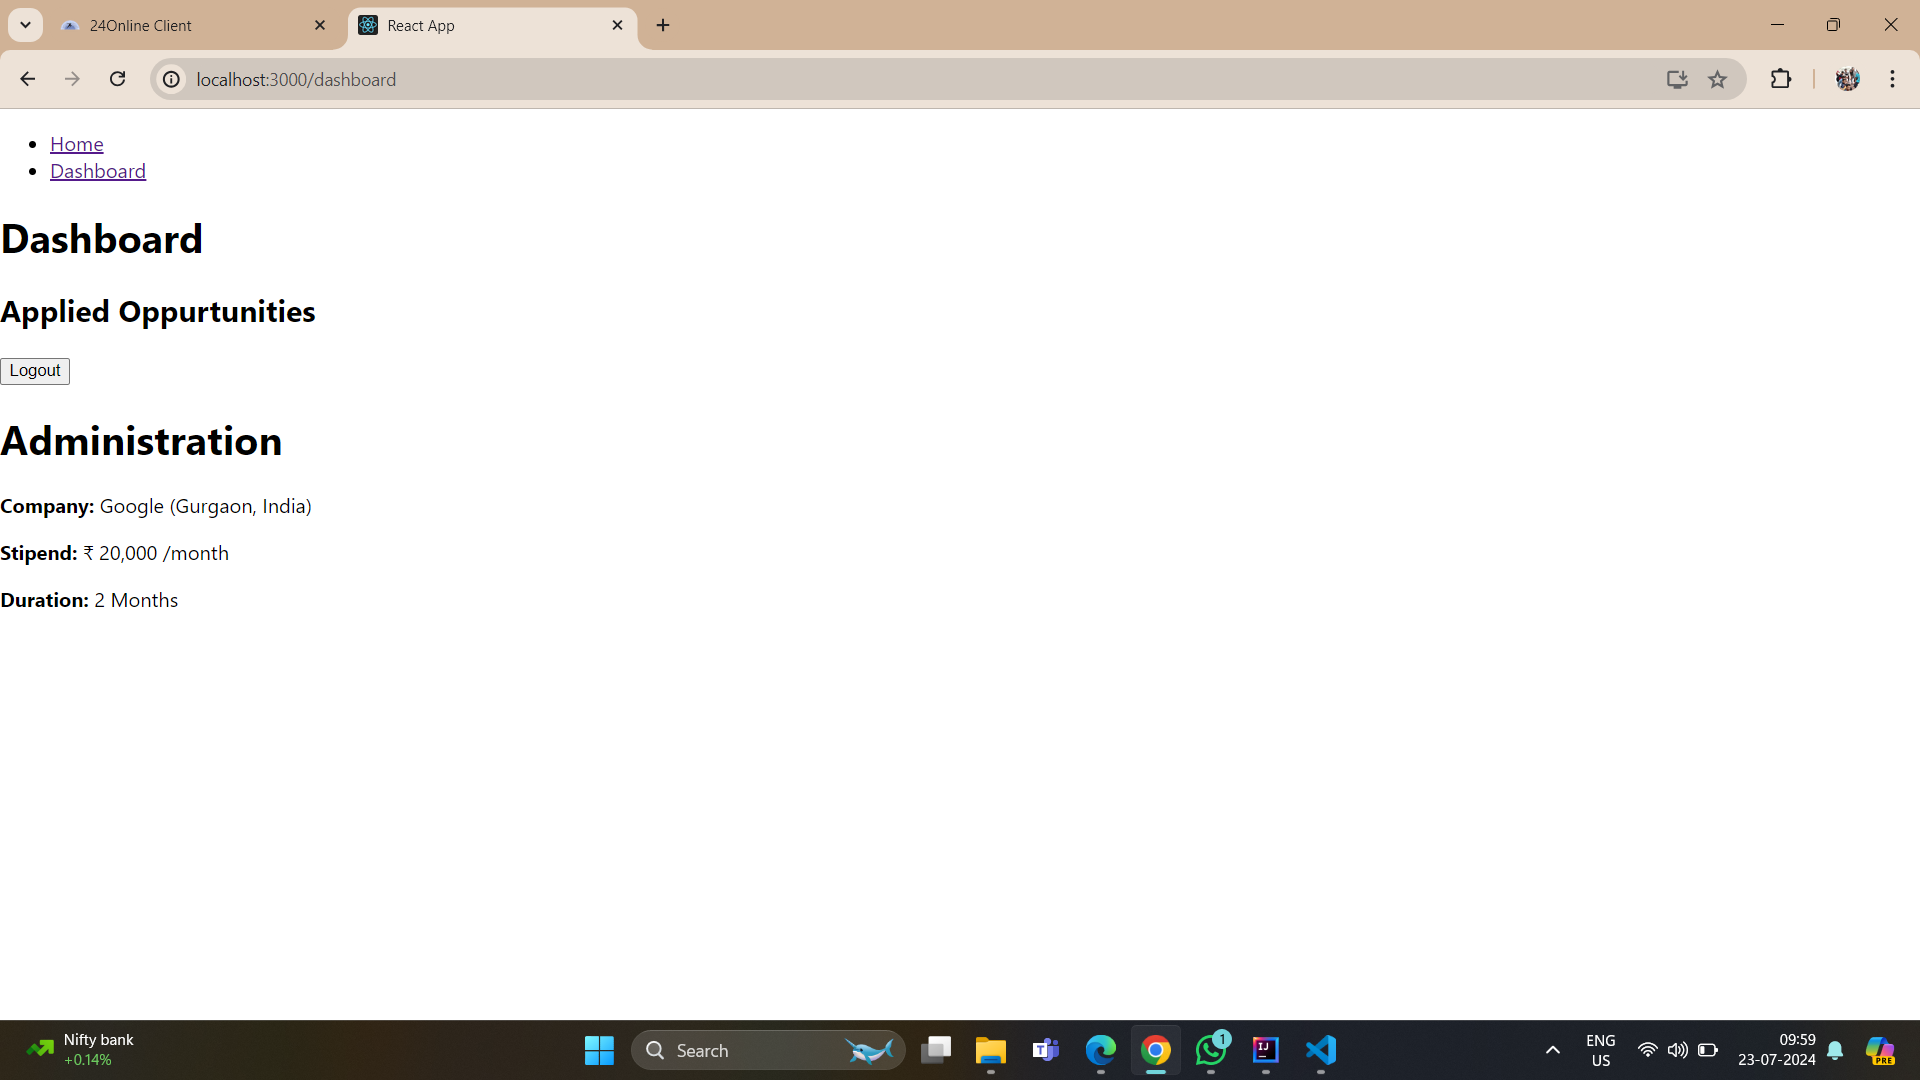 24Online Client
React App
localhost:3000/dashboard
Home
Dashboard
Dashboard
Applied Oppurtunities
Logout
Administration
Company: Google (Gurgaon, India)
Stipend: ₹ 20,000 /month
Duration: 2 Months
Nifty bank
+0.14%
Search
1
ENG
US
09:59
23-07-2024
PRE